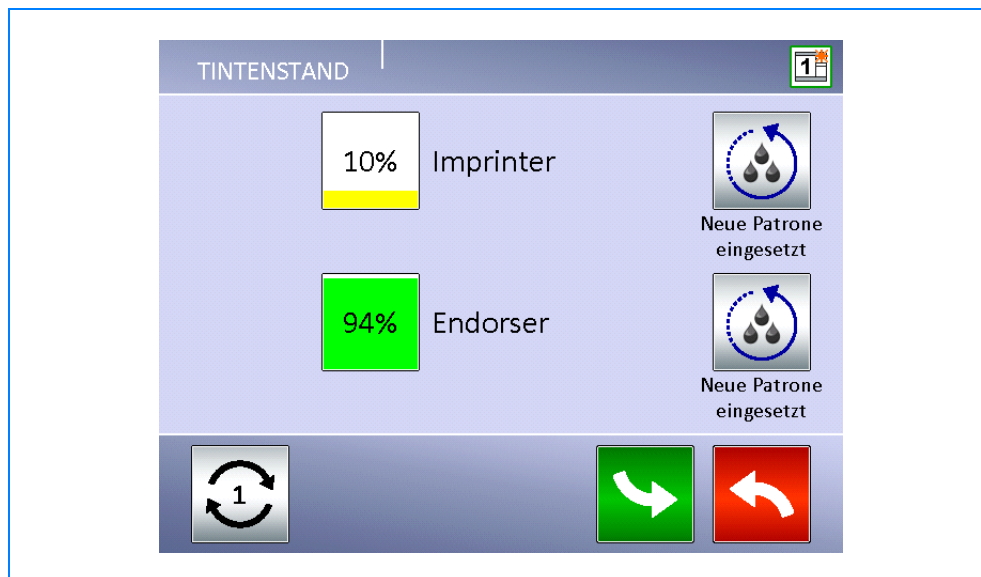 TINTENSTAND
1
10%
Imprinter
Neue Patrone
eingesetzt
94%
Endorser
Neue Patrone
eingesetzt
1